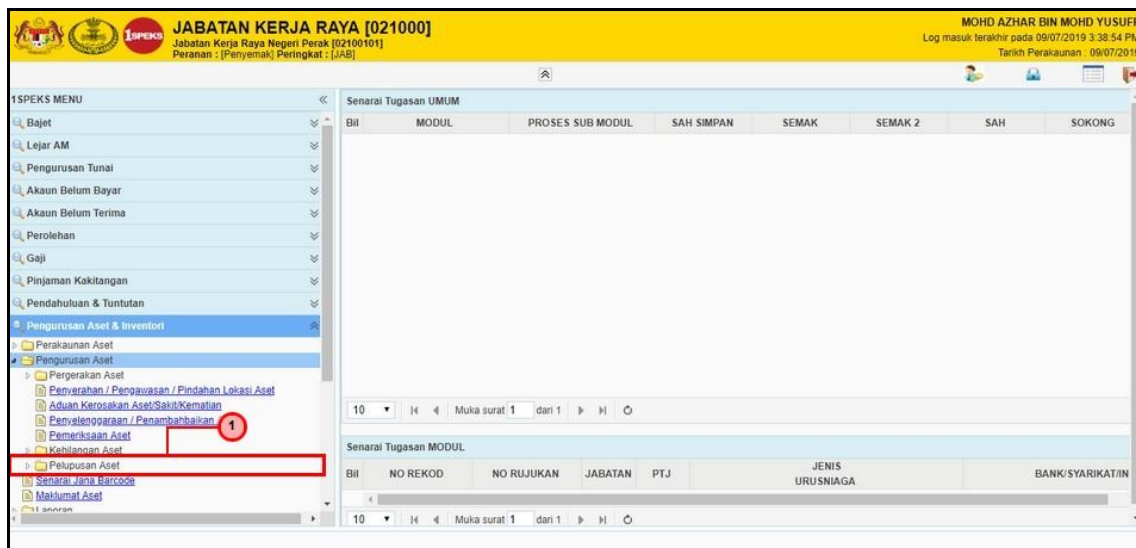 1SPEKS
JABATAN KERJA RAYA [021000]
Jabatan Kerja Raya Negeri Perak [02100101]
Peranan : [Penyemak] Peringkat : [JAB]
MOHD AZHAR BIN MOHD YUSUFF
Log masuk terakhir pada 09/07/2019 3:38:54 PM
Tarikh Perakaunan : 09/07/2019
1SPEKS MENU
Bajet
Lejar AM
Pengurusan Tunai
Akaun Belum Bayar
Akaun Belum Terima
Perolehan
Gaji
Pinjaman Kakitangan
Pendahuluan & Tuntutan
Pengurusan Aset & Inventori
Perakaunan Aset
Pengurusan Aset
Pergerakan Aset
Penyerahan / Pengawasan / Pindahan Lokasi Aset
Aduan Kerosakan Aset/Sakit/Kematian
Penyelenggaraan / Penambahbaikan
1
Pemeriksaan Aset
Kehilangan Aset
Pelupusan Aset
Senarai Jana Barcode
Maklumat Aset
Laporan
Senarai Tugasan UMUM
Bil MODUL PROSES SUB MODUL SAH SIMPAN SEMAK SEMAK 2 SAH SOKONG
10 Muka surat 1 dari 1
Senarai Tugasan MODUL
Bil NO REKOD NO RUJUKAN JABATAN PTJ JENIS URUSNIAGA BANK/SYARIKAT/IN
10 Muka surat 1 dari 1